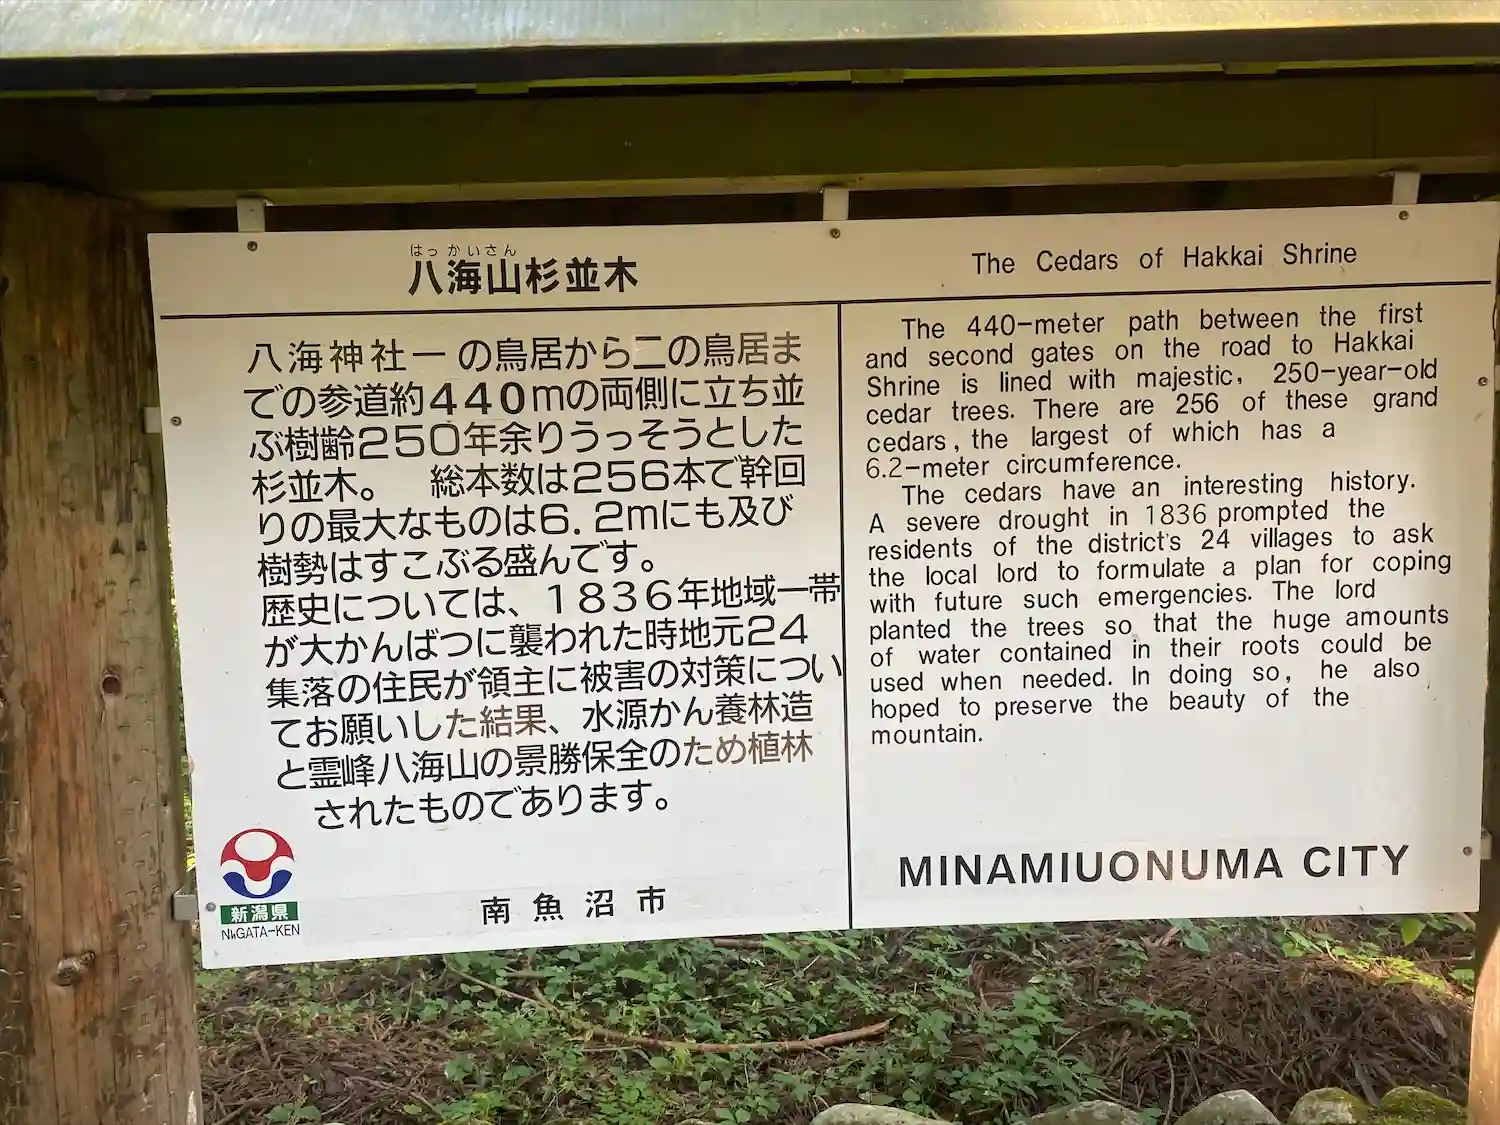 はっかいさん
八海山杉並木
八海神社一の鳥居から二の鳥居ま
での参道約440mの両側に立ち並
ぶ樹齢250年余りうっそうとした
杉並木。 総本数は256本で幹回
りの最大なものは6.2mにも及び
樹勢はすこぶる盛んです。
歴史については、1836年地域一帯
が大かんばつに襲われた時地元24
集落の住民が領主に被害の対策につい
てお願いした結果、水源かん養林造
と霊峰八海山の景勝保全のため植林
されたものであります。
新潟県
NIIGATA-KEN
南魚沼市
The Cedars of Hakkai Shrine
The 440-meter path between the first
and second gates on the road to Hakkai
Shrine is lined with majestic, 250-year-old
cedar trees. There are 256 of these grand
cedars, the largest of which has a
6.2-meter circumference.
The cedars have an interesting history.
A severe drought in 1836 prompted the
residents of the district's 24 villages to ask
the local lord to formulate a plan for coping
with future such emergencies. The lord
planted the trees so that the huge amounts
of water contained in their roots could be
used when needed. In doing so, he also
hoped to preserve the beauty of the
mountain.
MINAMIUONUMA CITY